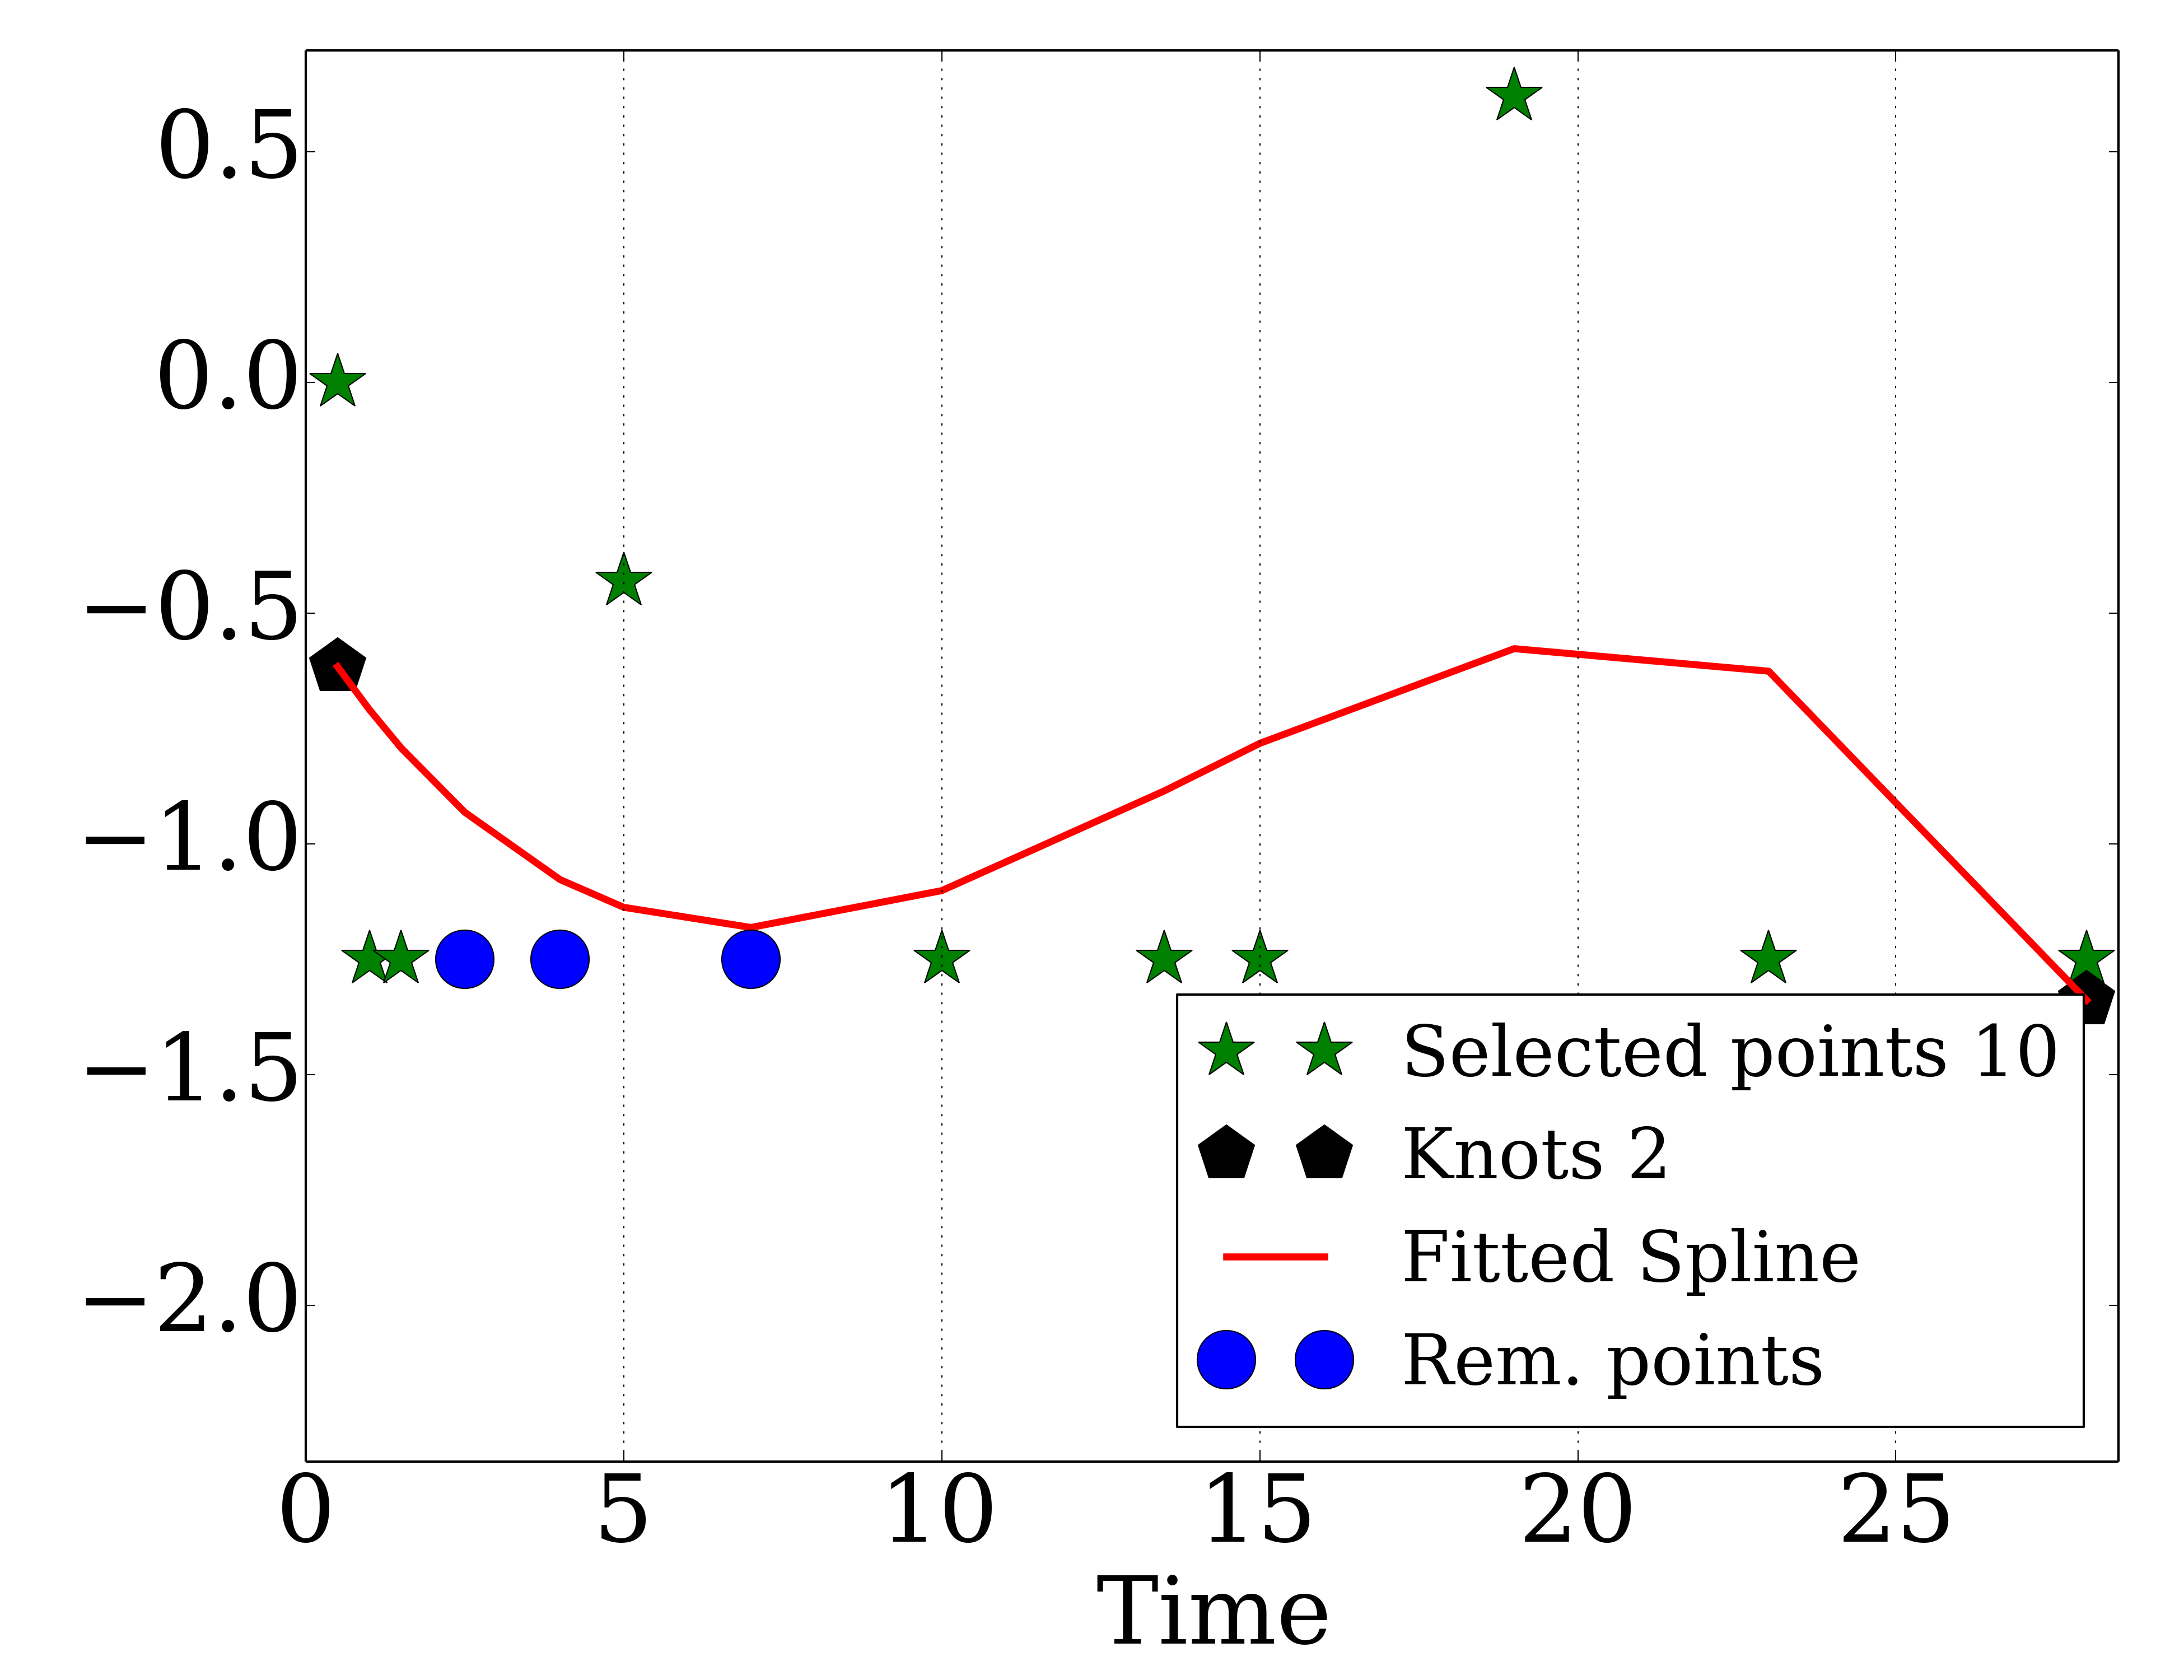 0.5
0.0
−0.5
−1.0
−1.5
−2.0
Selected points 10
Knots 2
Fitted Spline
Rem. points
0 5 10 15 20 25
Time